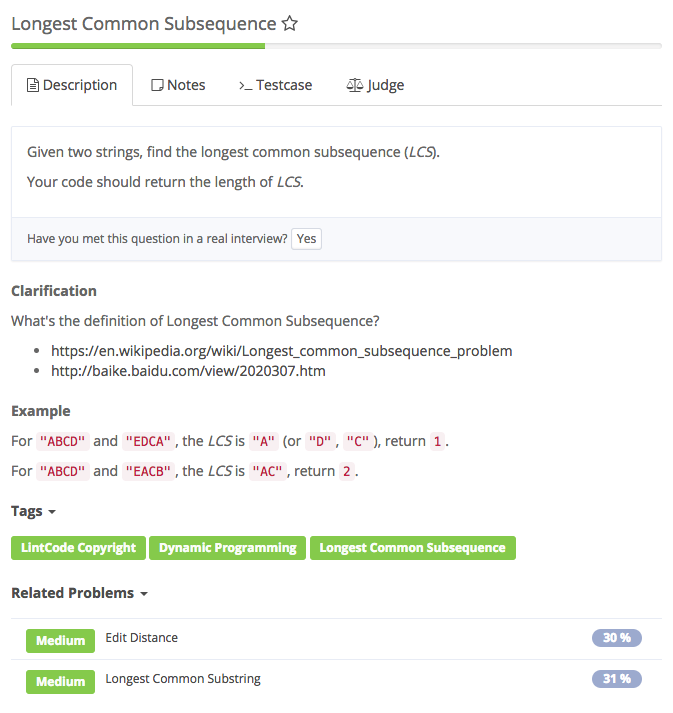 Longest Common Subsequence
Description
Notes
Testcase
Judge
Given two strings, find the longest common subsequence (LCS).
Your code should return the length of LCS.
Have you met this question in a real interview? Yes
Clarification
What's the definition of Longest Common Subsequence?
https://en.wikipedia.org/wiki/Longest_common_subsequence_problem
http://baike.baidu.com/view/2020307.htm
Example
For "ABCD" and "EDCA", the LCS is "A" (or "D", "C"), return 1.
For "ABCD" and "EACB", the LCS is "AC", return 2.
Tags
LintCode Copyright Dynamic Programming Longest Common Subsequence
Related Problems
Medium Edit Distance 30 %
Medium Longest Common Substring 31 %